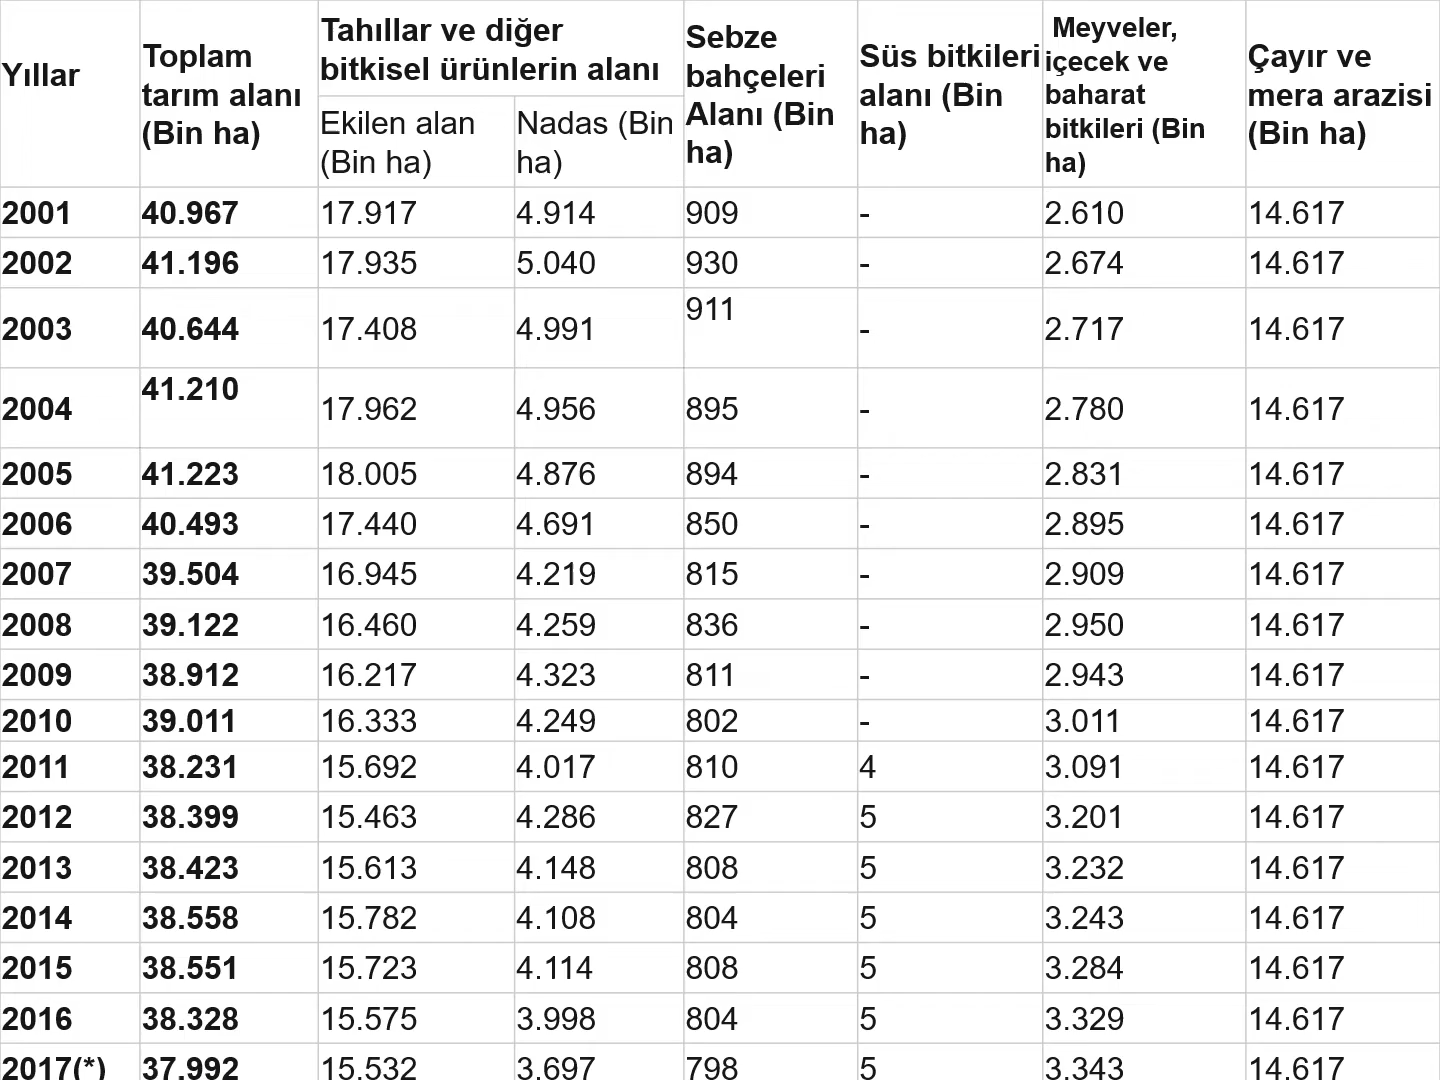 Yıllar
Toplam
tarım alanı
(Bin ha)
Tahıllar ve diğer
bitkisel ürünlerin alanı
Ekilen alan
(Bin ha)
Nadas (Bin
ha)
Sebze
bahçeleri
Alanı (Bin
ha)
Süs bitkileri
alanı (Bin
ha)
Meyveler,
içecek ve
baharat
bitkileri (Bin
ha)
Çayır ve
mera arazisi
(Bin ha)
2001 40.967 17.917 4.914 909 - 2.610 14.617
2002 41.196 17.935 5.040 930 - 2.674 14.617
2003 40.644 17.408 4.991 911 - 2.717 14.617
2004 41.210 17.962 4.956 895 - 2.780 14.617
2005 41.223 18.005 4.876 894 - 2.831 14.617
2006 40.493 17.440 4.691 850 - 2.895 14.617
2007 39.504 16.945 4.219 815 - 2.909 14.617
2008 39.122 16.460 4.259 836 - 2.950 14.617
2009 38.912 16.217 4.323 811 - 2.943 14.617
2010 39.011 16.333 4.249 802 - 3.011 14.617
2011 38.231 15.692 4.017 810 4 3.091 14.617
2012 38.399 15.463 4.286 827 5 3.201 14.617
2013 38.423 15.613 4.148 808 5 3.232 14.617
2014 38.558 15.782 4.108 804 5 3.243 14.617
2015 38.551 15.723 4.114 808 5 3.284 14.617
2016 38.328 15.575 3.998 804 5 3.329 14.617
2017(*) 37.992 15.532 3.697 798 5 3.343 14.617